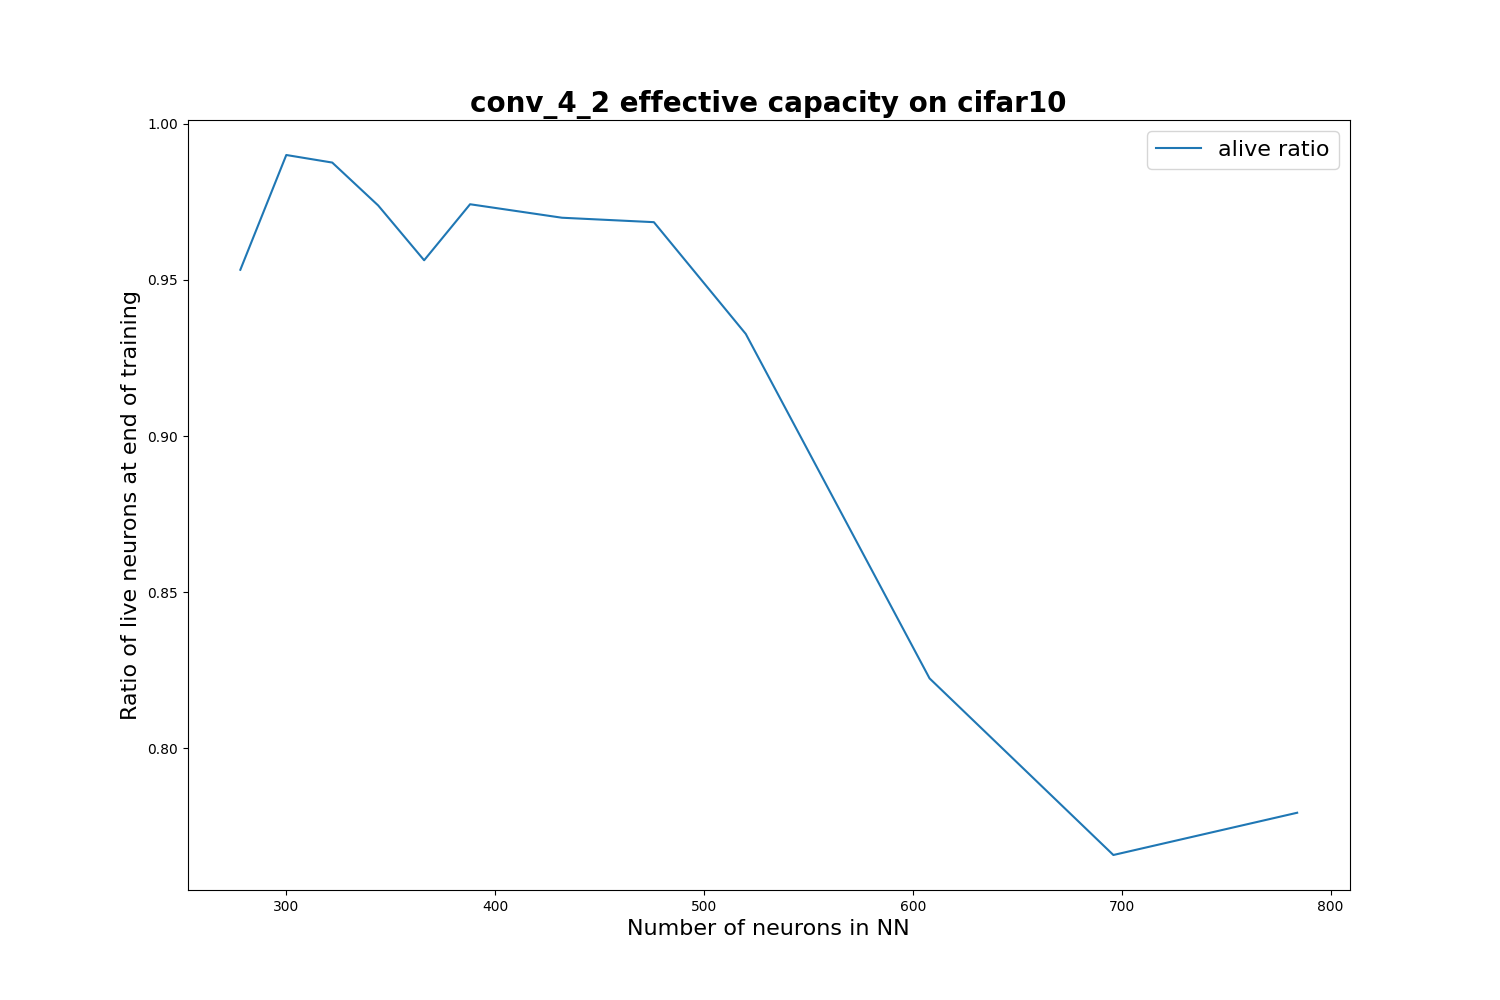 conv_4_2 effective capacity on cifar10
alive ratio
Ratio of live neurons at end of training
1.00
0.95
0.90
0.85
0.80
300 400 500 600 700 800
Number of neurons in NN